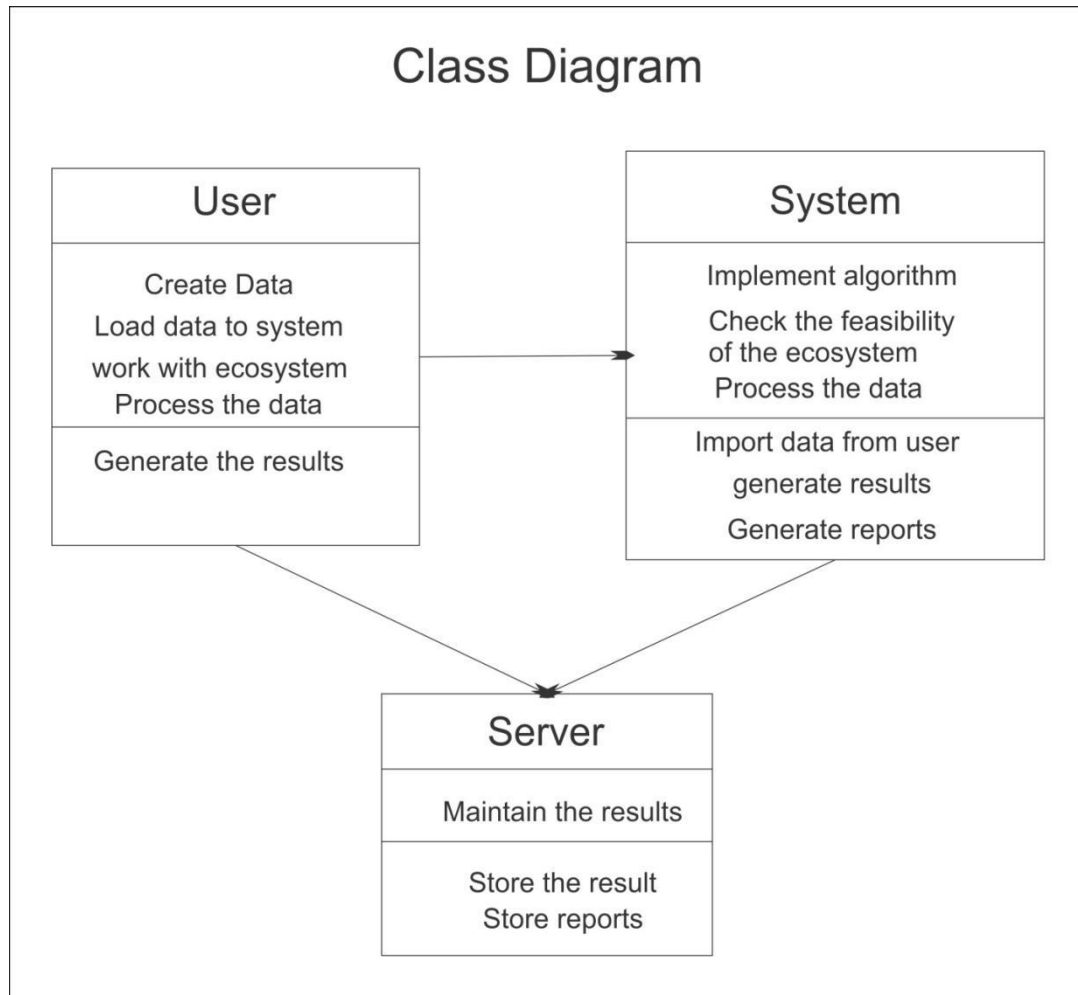 Class Diagram
User
Create Data
Load data to system
work with ecosystem
Process the data
Generate the results
System
Implement algorithm
Check the feasibility
of the ecosystem
Process the data
Import data from user
generate results
Generate reports
Server
Maintain the results
Store the result
Store reports